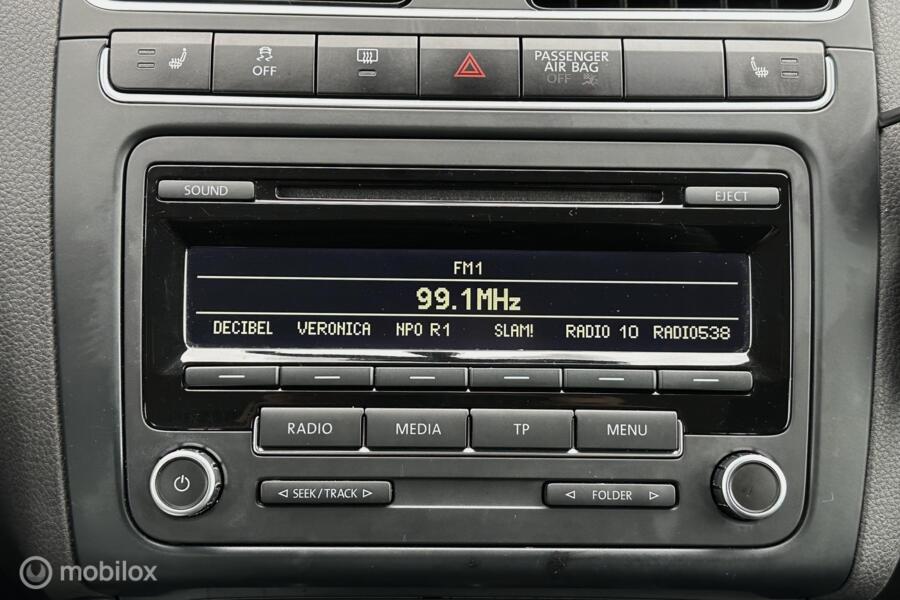 OFF
PASSENGER
AIR BAG
OFF
SOUND
EJECT
FM1
99.1MHz
DECIBEL VERONICA NPO R1 SLAM! RADIO 10 RADIO538
RADIO MEDIA TP MENU
SEEK/TRACK FOLDER
mobilox